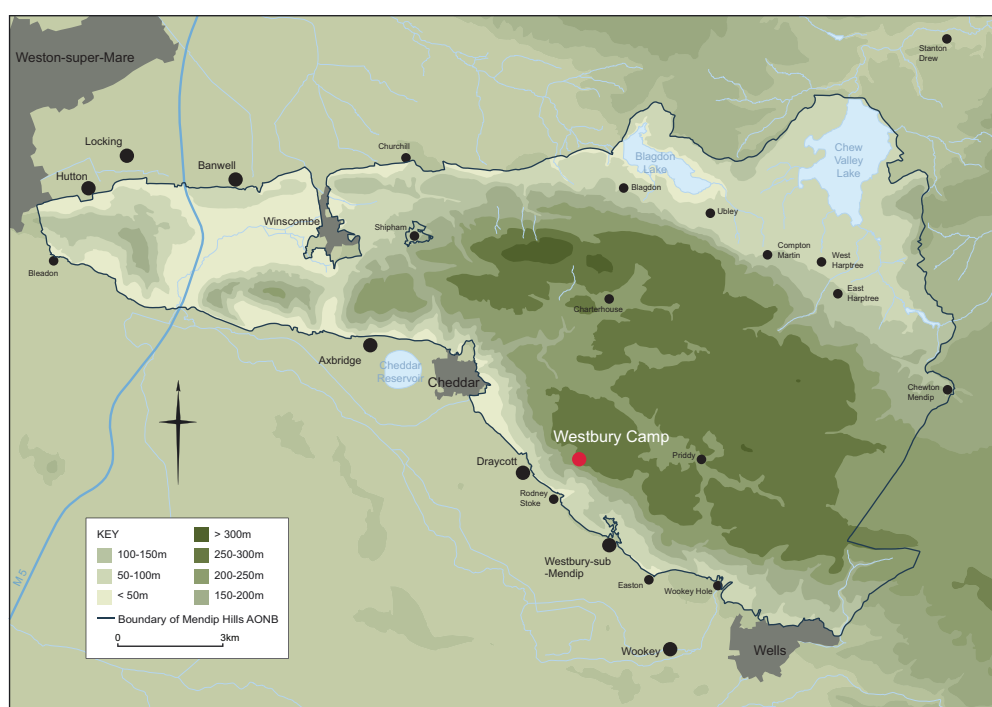 Weston-super-Mare
Stanton
Drew
Locking
Churchill
Banwell
Hutton
Blagdon
Lake
Chew
Valley
Lake
Blagdon
Ubley
Winscombe
Shipham
Compton
Martin
West
Harptree
Bleadon
East
Harptree
Charterhouse
Axbridge
Cheddar
Reservoir
Cheddar
Chewton
Mendip
Westbury Camp
Draycott
Priddy
Rodney
Stoke
Westbury-sub
-Mendip
Easton
Wookey Hole
Wookey
Wells
M5
KEY
100-150m
50-100m
< 50m
> 300m
250-300m
200-250m
150-200m
Boundary of Mendip Hills AONB
0 3km